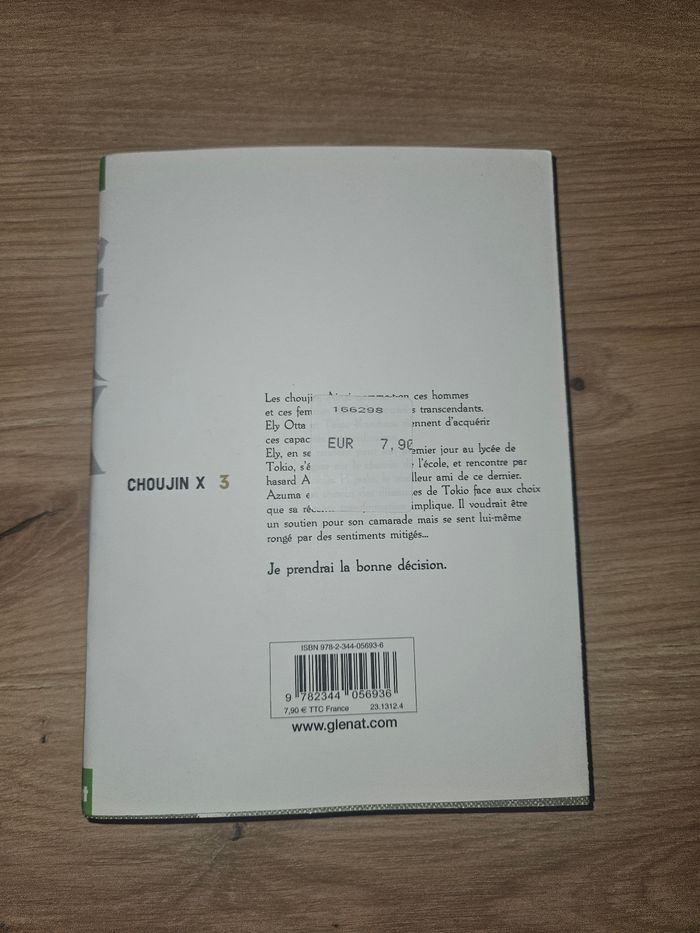 Les chouji ces hommes
et ces fem transcendants.
Ely Otta ennent d'acquérir
ces capac
Ely, en se emier jour au lycée de
Tokio, s'é l'école, et rencontre par
hasard A lleur ami de ce dernier.
Azuma e es de Tokio face aux choix
que sa réc implique. Il voudrait être
un soutien pour son camarade mais se sent lui-même
rongé par des sentiments mitigés...
166298
EUR 7,90
CHOUJIN X 3
Je prendrai la bonne décision.
ISBN 978-2-344-05693-6
9 782344 056936
7,90 € TTC France 23.1312.4
www.glenat.com
t